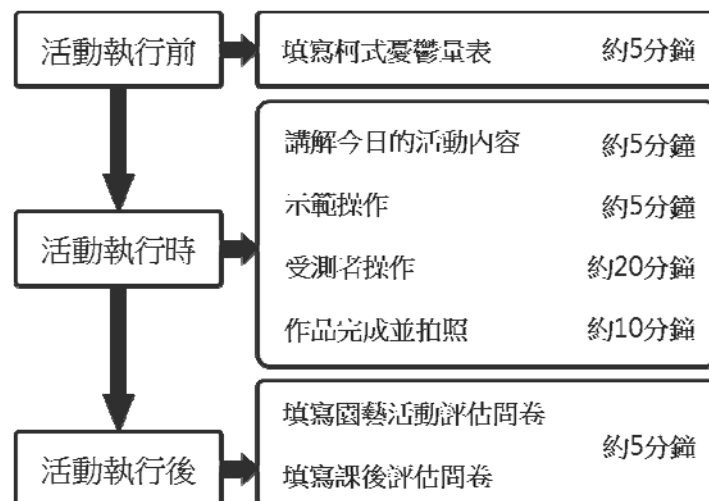 活動執行前
填寫柯式憂鬱量表 約5分鐘
活動執行時
講解今日的活動內容 約5分鐘
示範操作 約5分鐘
受測者操作 約20分鐘
作品完成並拍照 約10分鐘
活動執行後
填寫園藝活動評估問卷
約5分鐘
填寫課後評估問卷